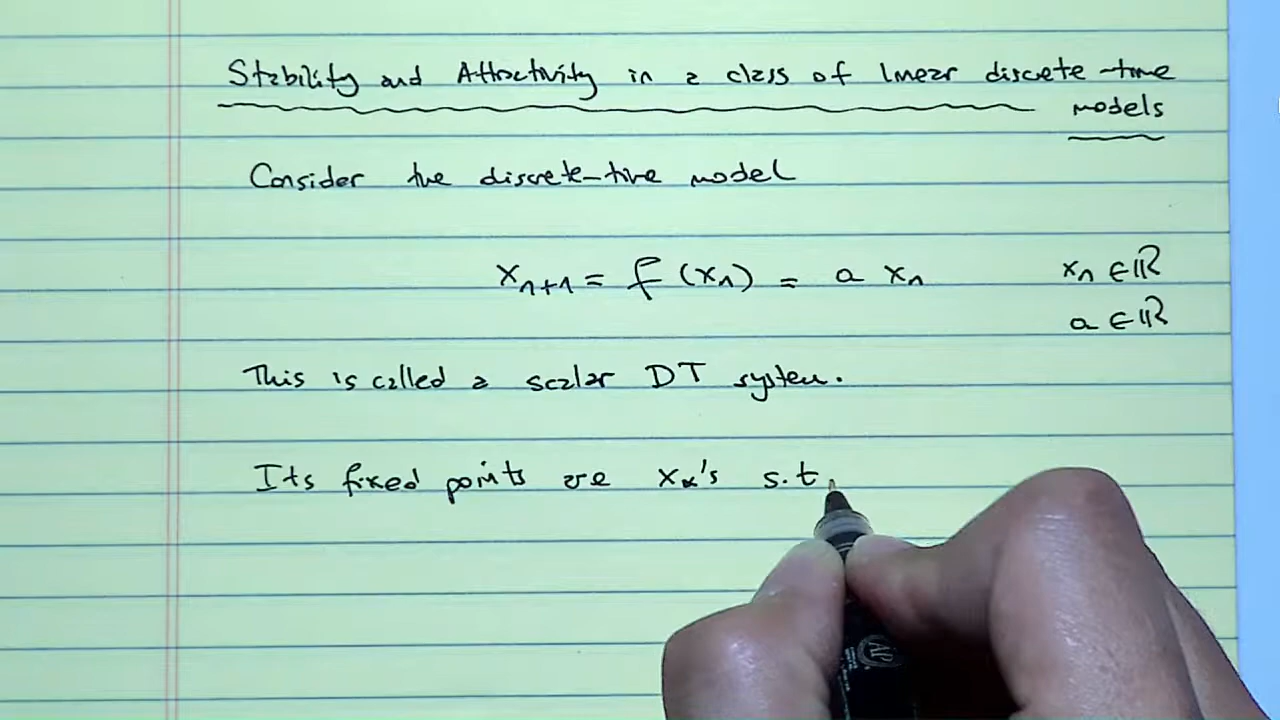 Stability and Attractivity in a class of linear discrete-time
models
Consider the discrete-time model
xₙ₊₁ = f(xₙ) = a xₙ
xₙ ∈ ℝ
a ∈ ℝ
This is called a scalar DT system.
Its fixed points are x*'s s.t.
AP